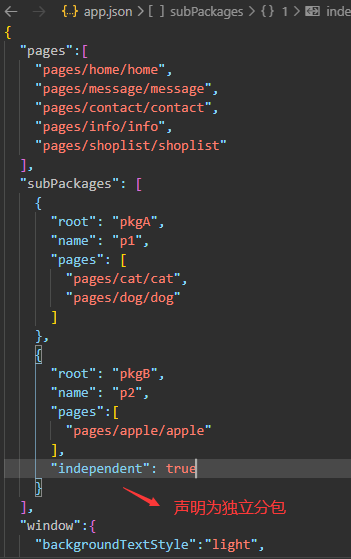 app.json > [ ] subPackages > {} 1 > inde
{
"pages":[
"pages/home/home",
"pages/message/message",
"pages/contact/contact",
"pages/info/info",
"pages/shoplist/shoplist"
],
"subPackages": [
{
"root": "pkgA",
"name": "p1",
"pages": [
"pages/cat/cat",
"pages/dog/dog"
]
},
{
"root": "pkgB",
"name": "p2",
"pages":[
"pages/apple/apple"
],
"independent": true
}
声明为独立分包
],
"window":{
"backgroundTextStyle":"light",